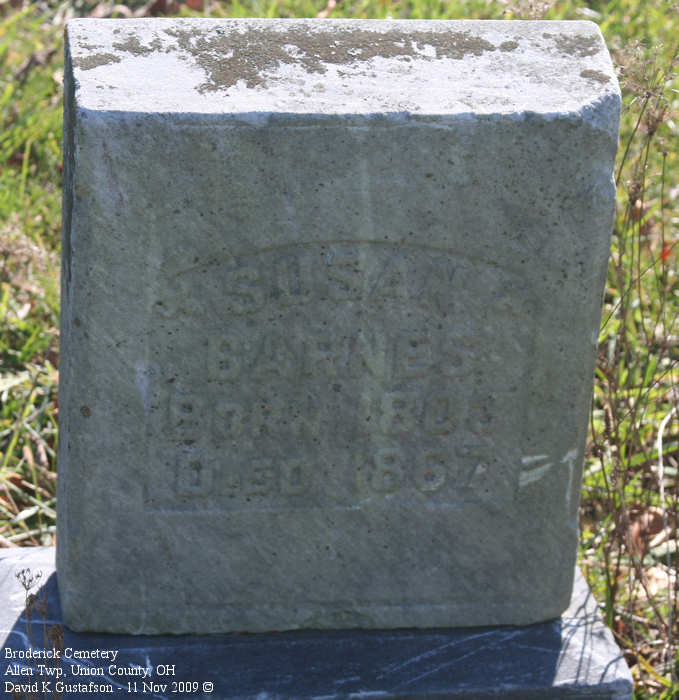 SUSAN
BARNES
BORN
DIED 1867
Broderick Cemetery
Allen Twp, Union County, OH
David K.Gustafson - 11 Nov 2009 ©